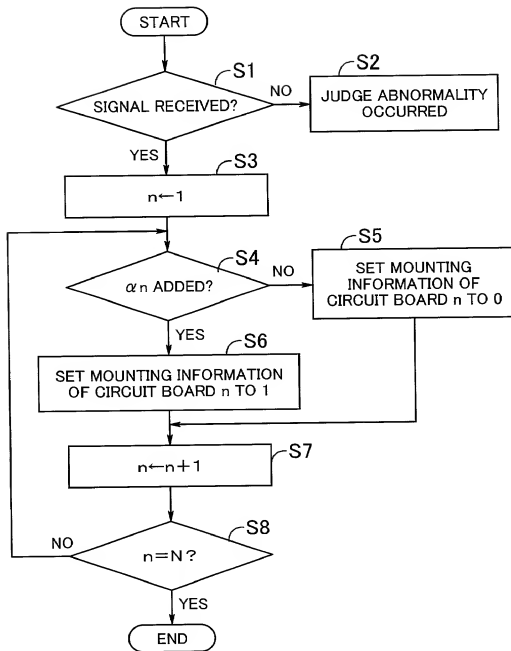 START
S1
SIGNAL RECEIVED?
NO
S2
JUDGE ABNORMALITY
OCCURRED
YES
S3
n←1
S4
αn ADDED?
NO
S5
SET MOUNTING
INFORMATION OF
CIRCUIT BOARD n TO 0
YES
S6
SET MOUNTING INFORMATION
OF CIRCUIT BOARD n TO 1
S7
n←n+1
S8
NO
n=N?
YES
END